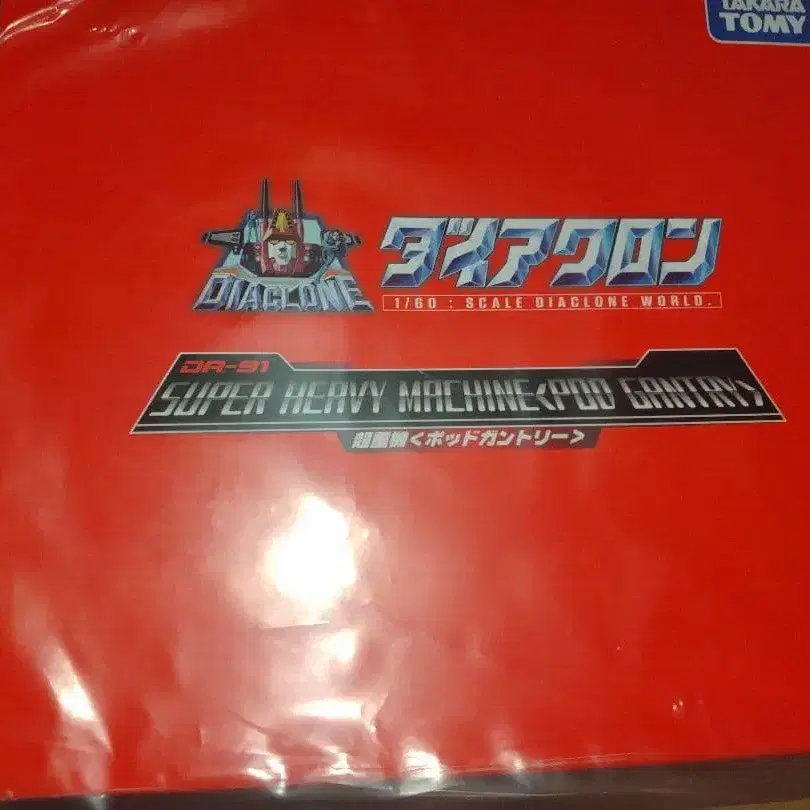 TAKARA
TOMY
DIACLONE
ダイアクロン
1/60 : SCALE DIACLONE WORLD.
DA-91
SUPER HEAVY MACHINE<POD GANTRY>
超重機<ポッドガントリー>